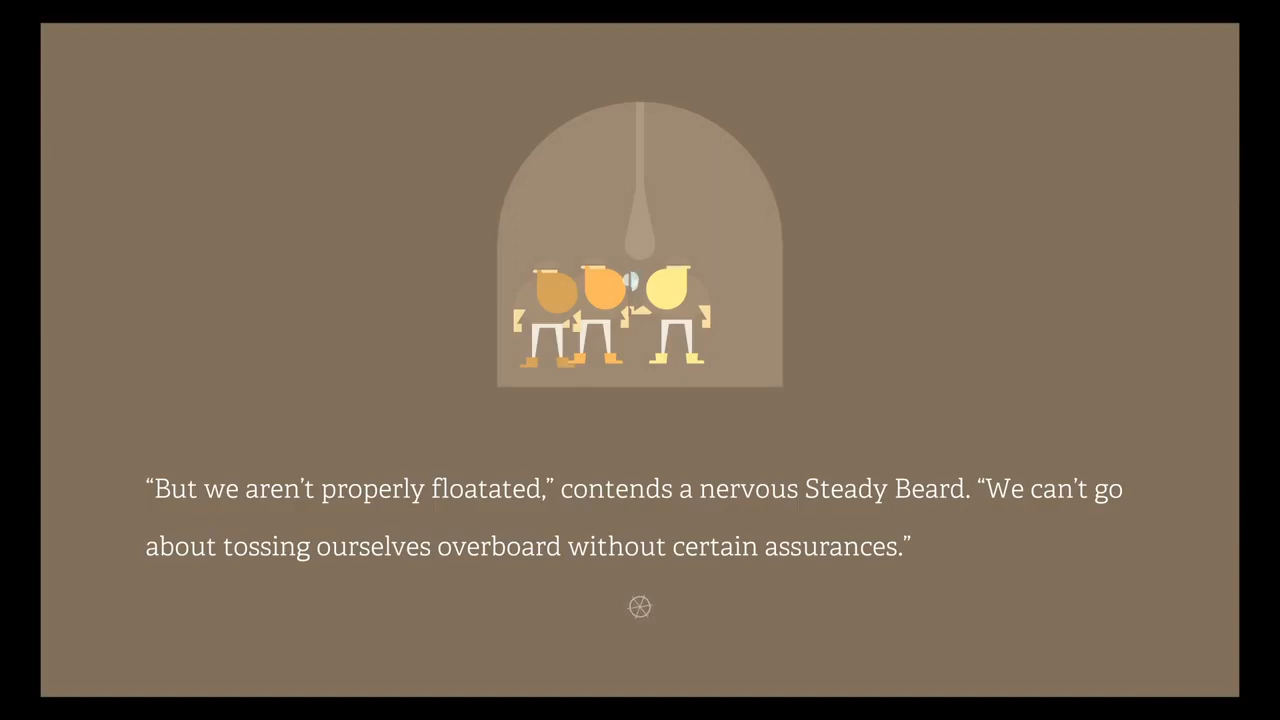 “But we aren’t properly floatated,” contends a nervous Steady Beard. “We can’t go
about tossing ourselves overboard without certain assurances.”